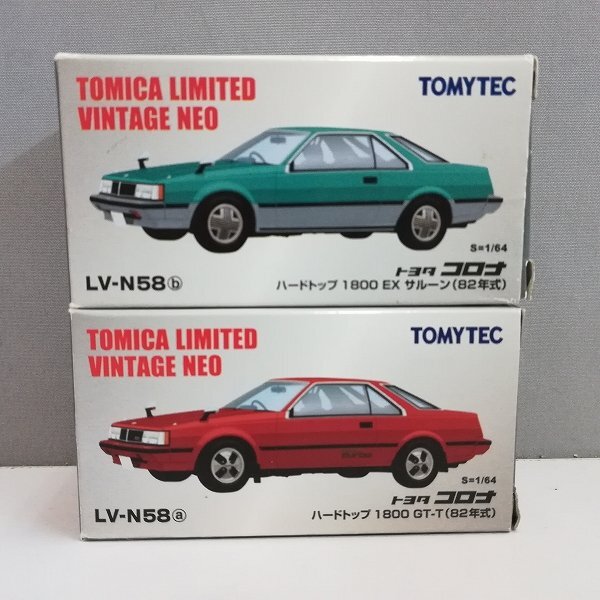 TOMICA LIMITED
VINTAGE NEO
TOMYTEC
S=1/64
LV-N58ⓑ
トヨタ コロナ
ハードトップ 1800 EX サルーン(82年式)
TOMICA LIMITED
VINTAGE NEO
TOMYTEC
turbo
S=1/64
LV-N58ⓐ
トヨタ コロナ
ハードトップ 1800 GT-T(82年式)